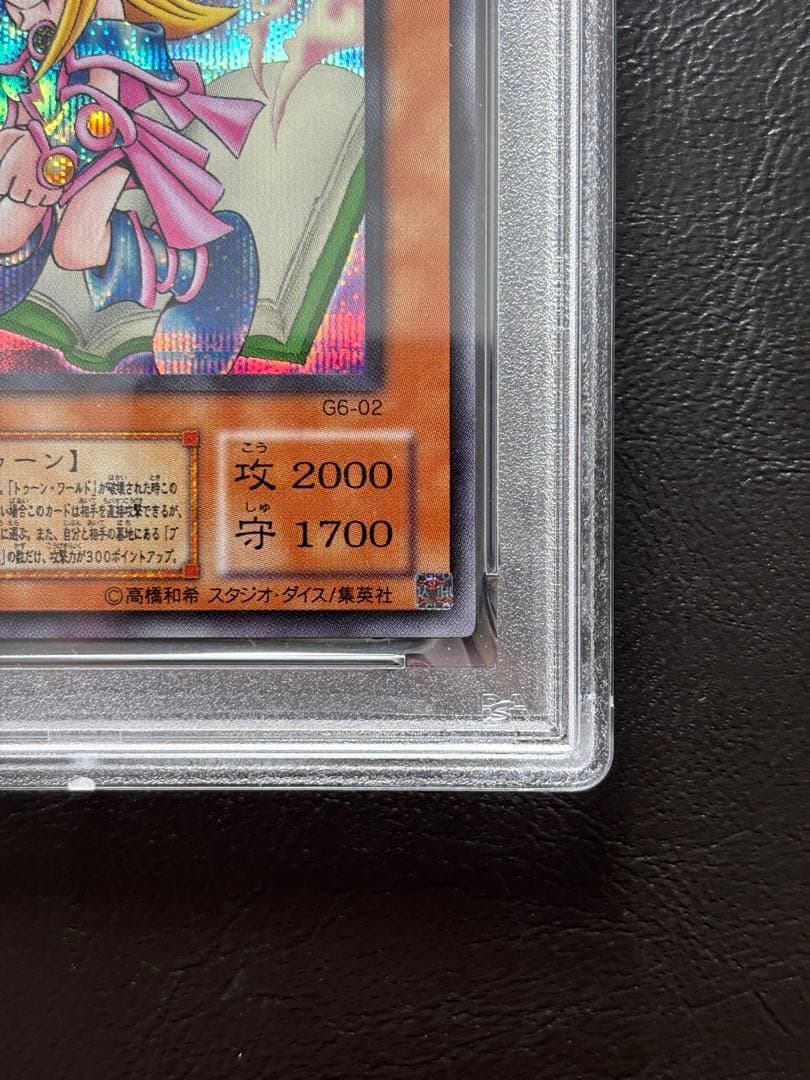 G6-02
ゥーン】
。「トゥーン・ワールド」が破壊された時この
い場合このカードは相手を直接攻撃できるが、
に選ぶ。また、自分と相手の墓地にある「ブ
」の数だけ、攻撃力が300ポイントアップ。
こう
攻 2000
しゅ
守 1700
©高橋和希 スタジオ・ダイス/集英社
PSA